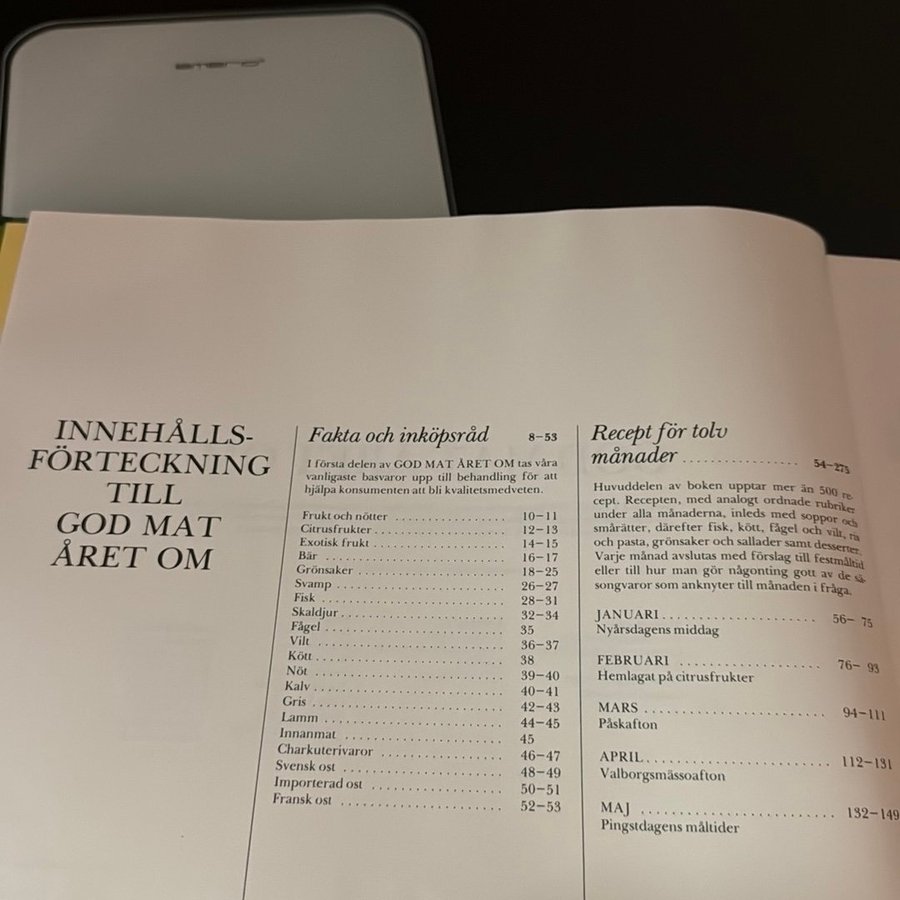 INNEHÅLLS-
FÖRTECKNING
TILL
GOD MAT
ÅRET OM
Fakta och inköpsråd 8–53
I första delen av GOD MAT ÅRET OM tas våra
vanligaste basvaror upp till behandling för att
hjälpa konsumenten att bli kvalitetsmedveten.
Frukt och nötter .................. 10–11
Citrusfrukter .................. 12–13
Exotisk frukt .................. 14–15
Bär .................. 16–17
Grönsaker .................. 18–25
Svamp .................. 26–27
Fisk .................. 28–31
Skaldjur .................. 32–34
Fågel .................. 35
Vilt .................. 36–37
Kött .................. 38
Nöt .................. 39–40
Kalv .................. 40–41
Gris .................. 42–43
Lamm .................. 44–45
Innanmat .................. 45
Charkuterivaror .................. 46–47
Svensk ost .................. 48–49
Importerad ost .................. 50–51
Fransk ost .................. 52–53
Recept för tolv
månader .................. 54–275
Huvuddelen av boken upptar mer än 500 re-
cept. Recepten, med analogt ordnade rubriker
under alla månaderna, inleds med soppor och
smårätter, därefter fisk, kött, fågel och vilt, ris
och pasta, grönsaker och sallader samt desserter.
Varje månad avslutas med förslag till festmåltid
eller till hur man gör någonting gott av de sä-
songvaror som anknyter till månaden i fråga.
JANUARI .................. 56– 75
Nyårsdagens middag
FEBRUARI .................. 76– 93
Hemlagat på citrusfrukter
MARS .................. 94–111
Påskafton
APRIL .................. 112–131
Valborgsmässoafton
MAJ .................. 132–149
Pingstdagens måltider